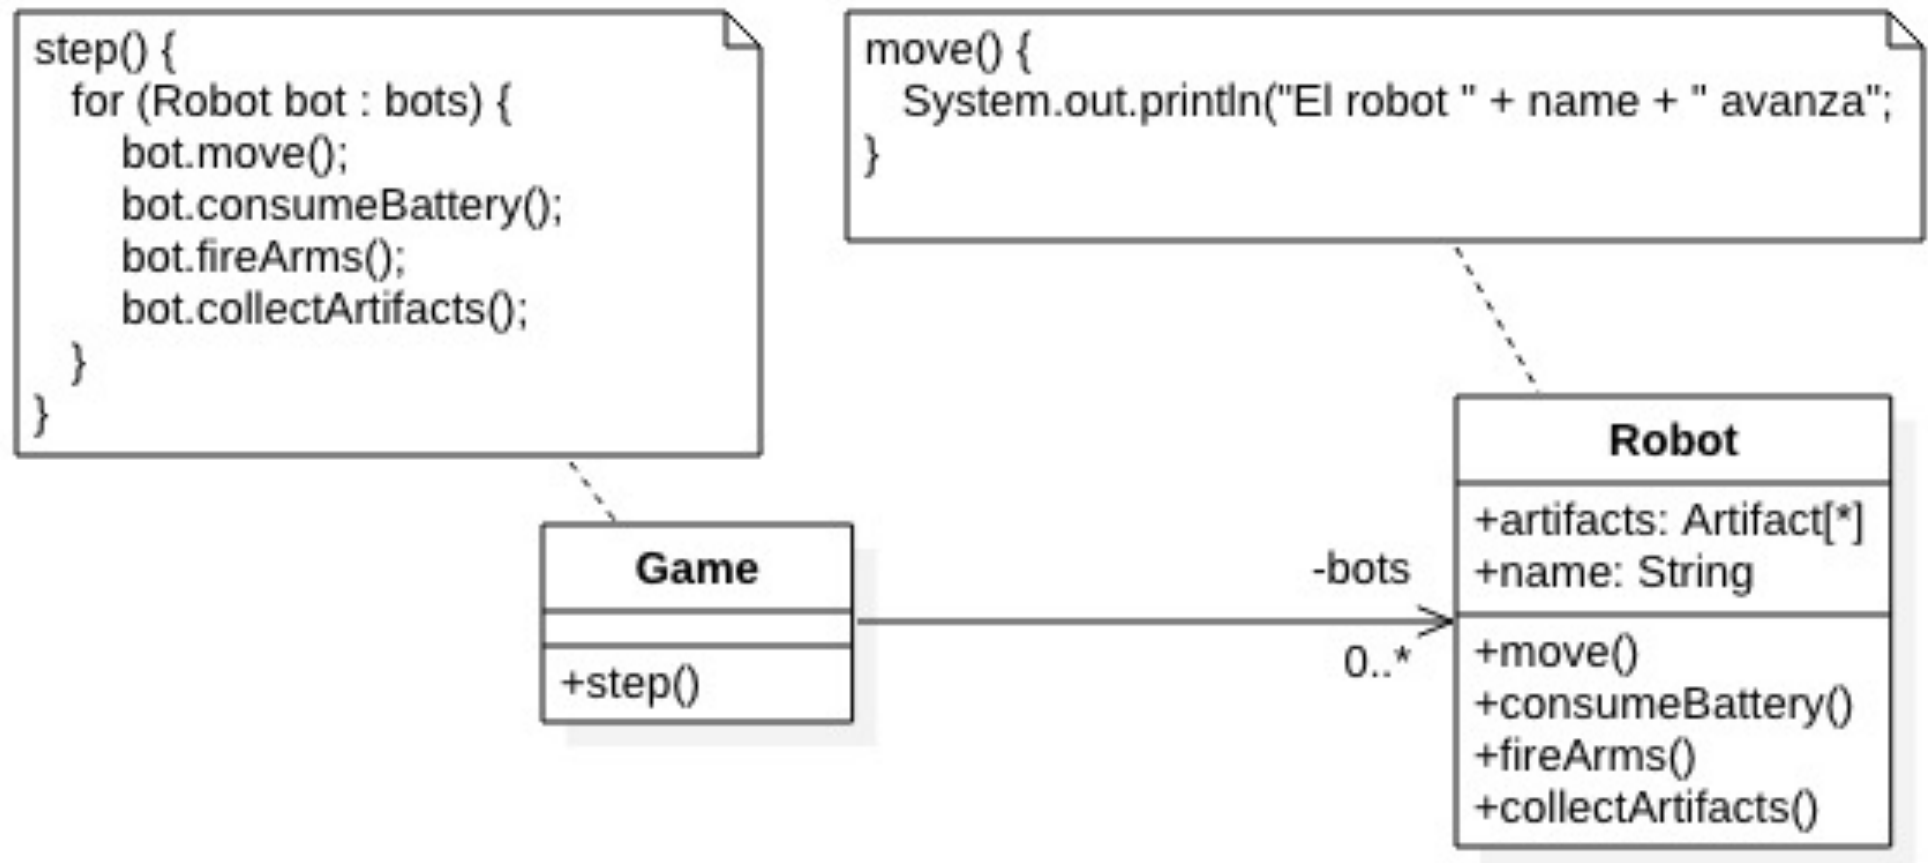 step() {
for (Robot bot : bots) {
bot.move();
bot.consumeBattery();
bot.fireArms();
bot.collectArtifacts();
}
}
move() {
System.out.println("El robot " + name + " avanza";
}
Game
+step()
-bots
0..*
Robot
+artifacts: Artifact[*]
+name: String
+move()
+consumeBattery()
+fireArms()
+collectArtifacts()